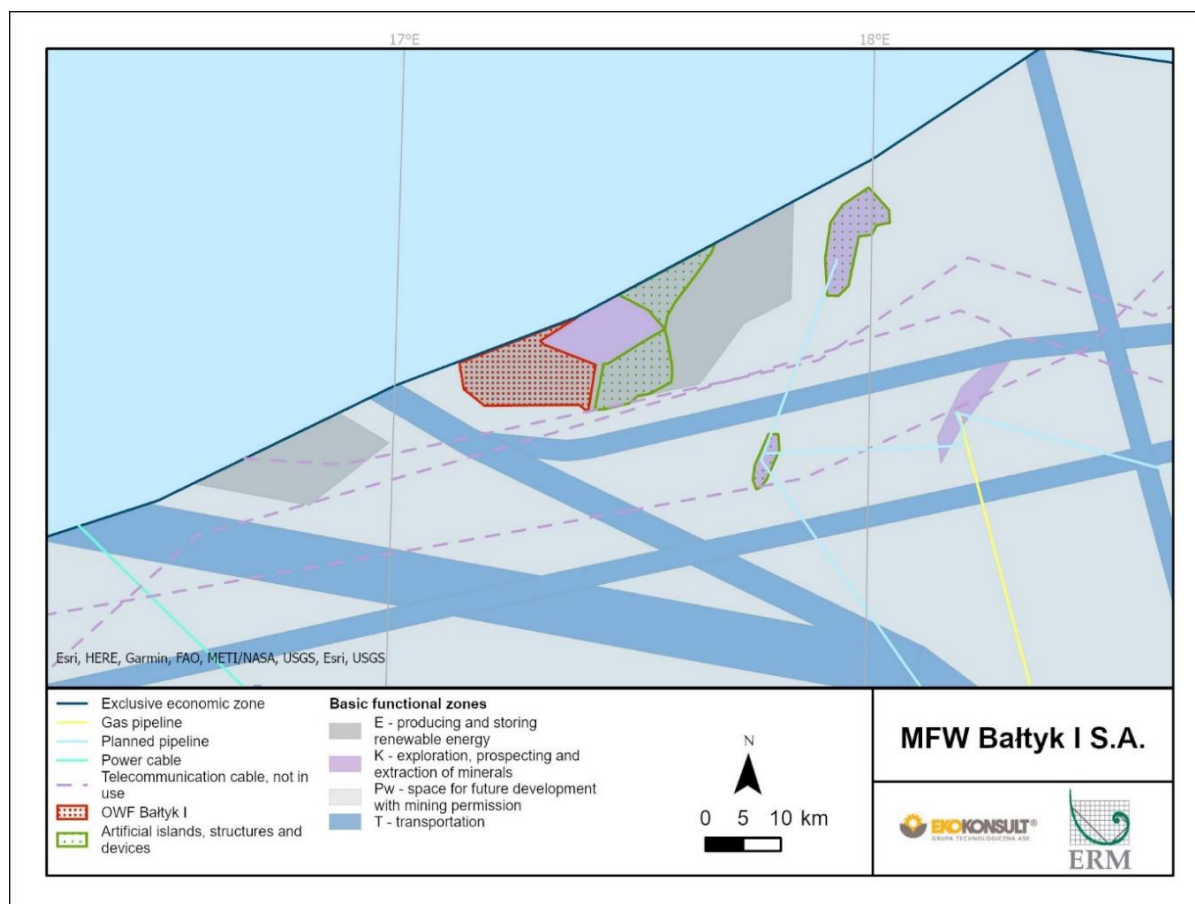 17°E 18°E
Esri, HERE, Garmin, FAO, METI/NASA, USGS, Esri, USGS
Exclusive economic zone
Gas pipeline
Planned pipeline
Power cable
Telecommunication cable, not in
use
OWF Bałtyk I
Artificial islands, structures and
devices
Basic functional zones
E - producing and storing
renewable energy
K - exploration, prospecting and
extraction of minerals
Pw - space for future development
with mining permission
T - transportation
N
0 5 10 km
MFW Bałtyk I S.A.
EKOKONSULT®
GRUPA TECHNOLOGICZNA ASE
ERM